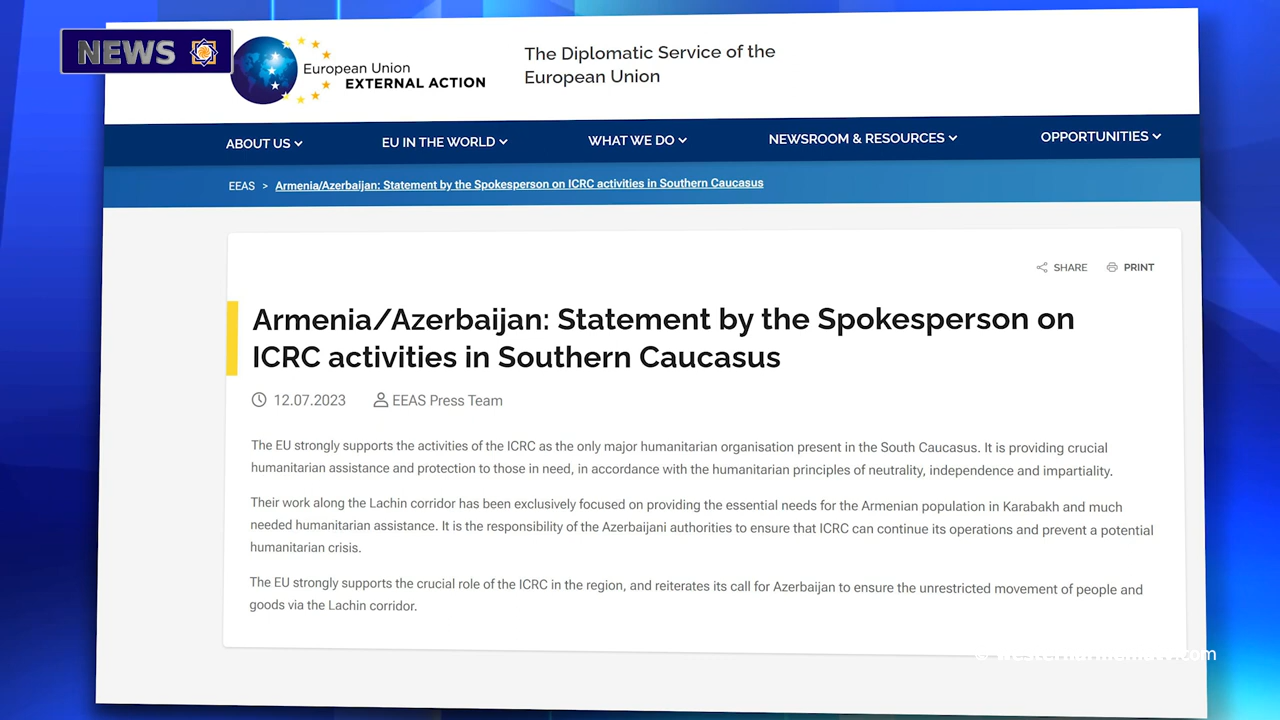 NEWS
European Union
EXTERNAL ACTION
The Diplomatic Service of the
European Union
ABOUT US
EU IN THE WORLD
WHAT WE DO
NEWSROOM & RESOURCES
OPPORTUNITIES
EEAS > Armenia/Azerbaijan: Statement by the Spokesperson on ICRC activities in Southern Caucasus
SHARE
PRINT
Armenia/Azerbaijan: Statement by the Spokesperson on
ICRC activities in Southern Caucasus
12.07.2023
EEAS Press Team
The EU strongly supports the activities of the ICRC as the only major humanitarian organisation present in the South Caucasus. It is providing crucial
humanitarian assistance and protection to those in need, in accordance with the humanitarian principles of neutrality, independence and impartiality.
Their work along the Lachin corridor has been exclusively focused on providing the essential needs for the Armenian population in Karabakh and much
needed humanitarian assistance. It is the responsibility of the Azerbaijani authorities to ensure that ICRC can continue its operations and prevent a potential
humanitarian crisis.
The EU strongly supports the crucial role of the ICRC in the region, and reiterates its call for Azerbaijan to ensure the unrestricted movement of people and
goods via the Lachin corridor.